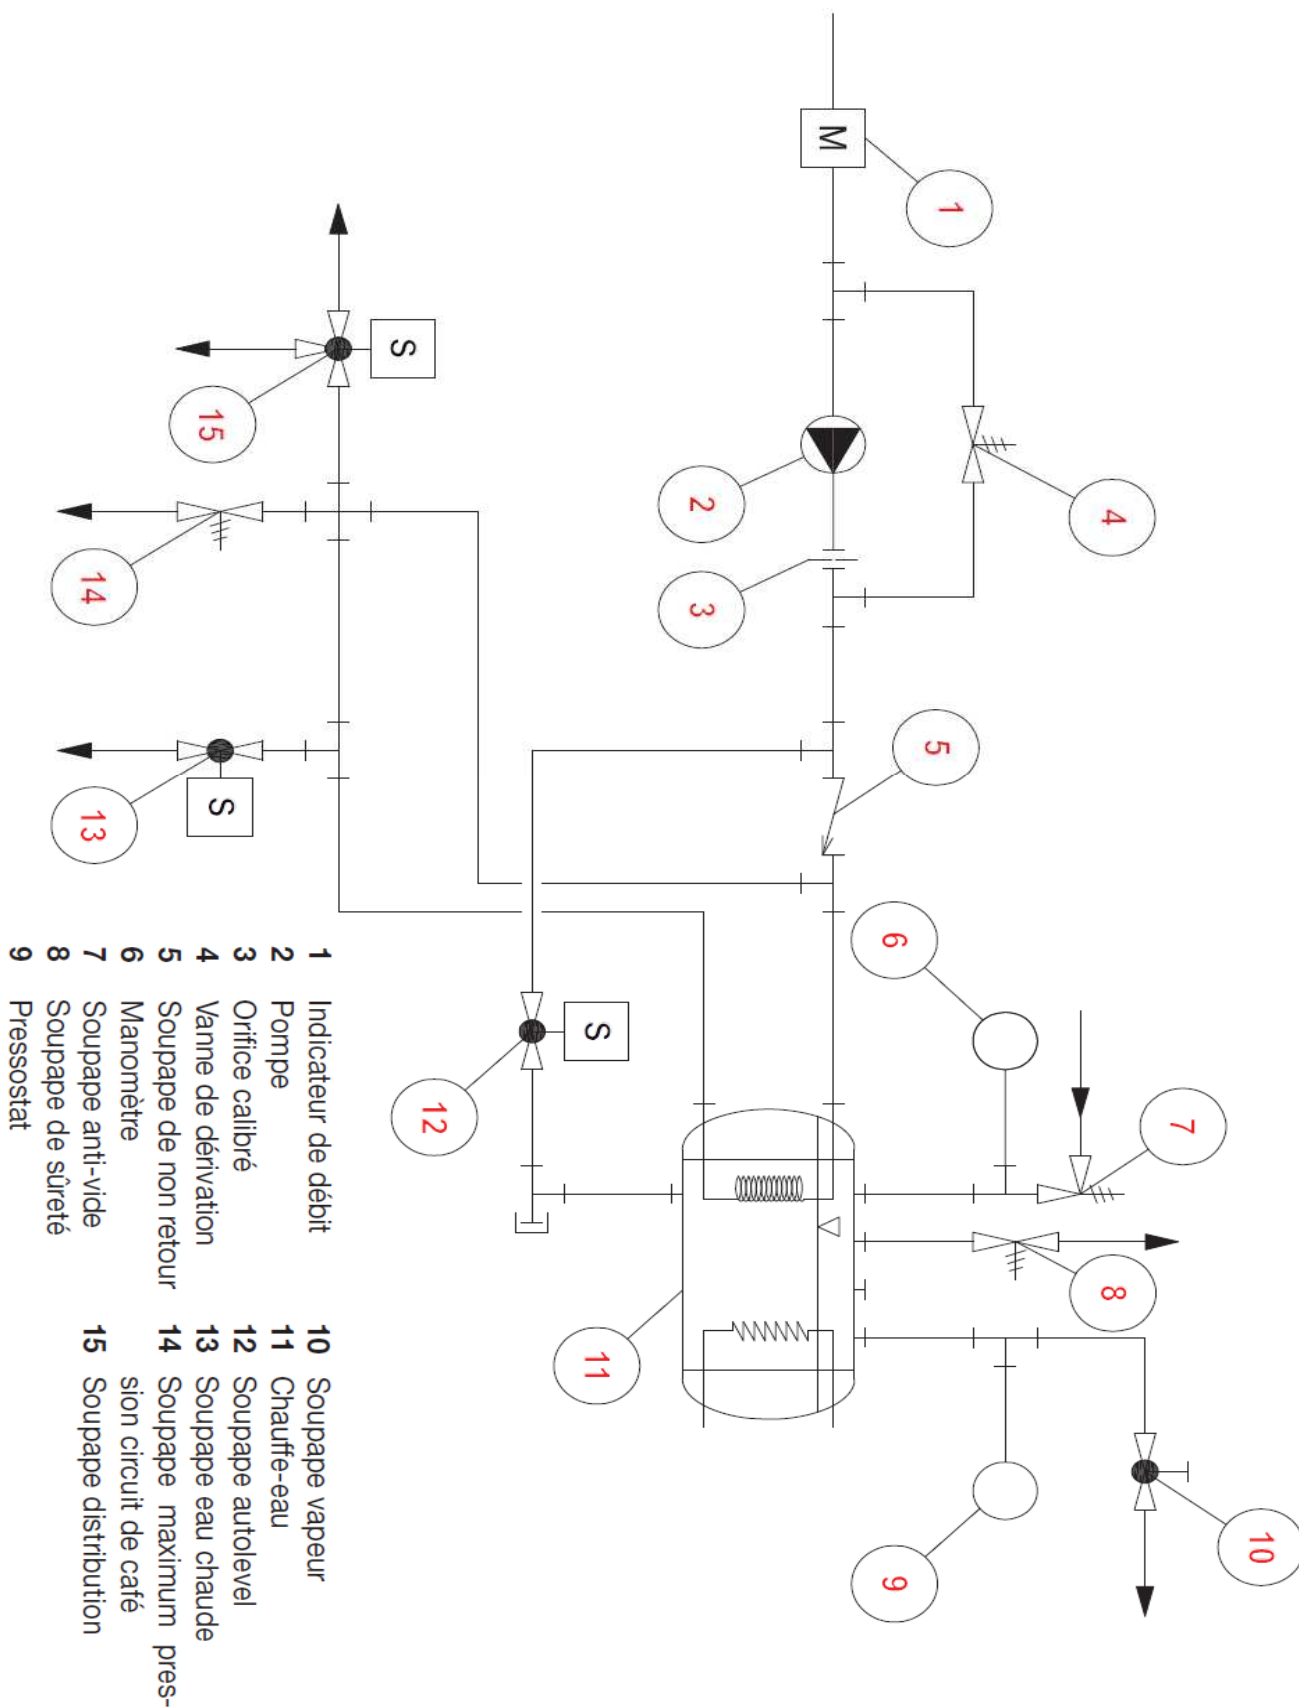 M
1
4
S
15
2
3
14
5
S
13
6
S
12
7
8
11
9
10
1 Indicateur de débit
2 Pompe
3 Orifice calibré
4 Vanne de dérivation
5 Soupape de non retour
6 Manomètre
7 Soupape anti-vide
8 Soupape de sûreté
9 Pressostat
10 Soupape vapeur
11 Chauffe-eau
12 Soupape autolevel
13 Soupape eau chaude
14 Soupape maximum pres-
sion circuit de café
15 Soupape distribution